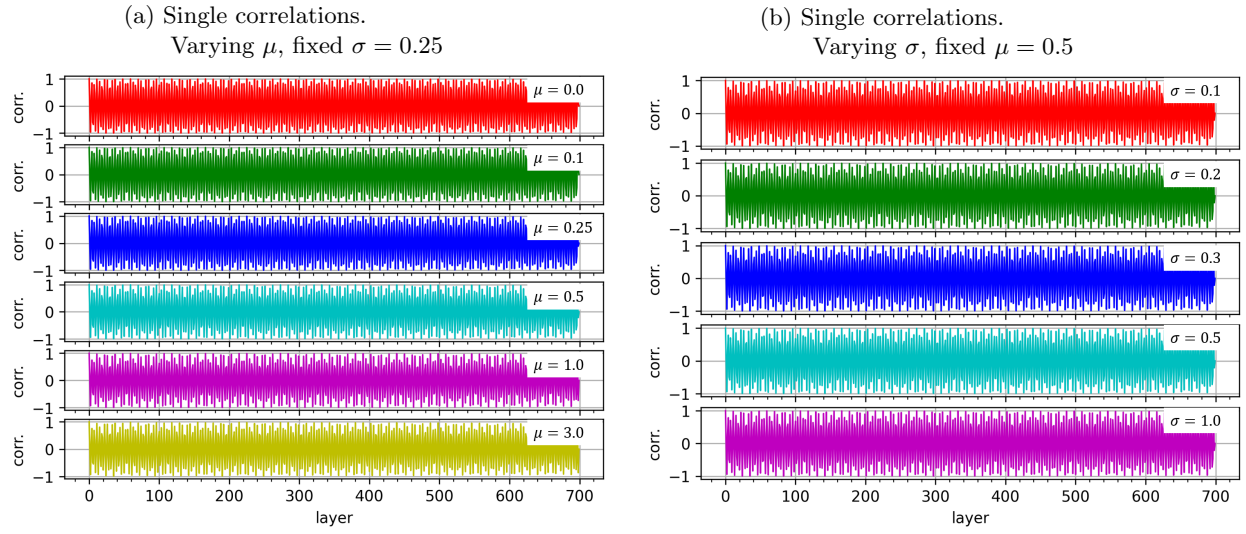 (a) Single correlations.
Varying μ, fixed σ = 0.25
corr.
1
0
−1
μ = 0.0
corr.
1
0
−1
μ = 0.1
corr.
1
0
−1
μ = 0.25
corr.
1
0
−1
μ = 0.5
corr.
1
0
−1
μ = 1.0
corr.
1
0
−1
μ = 3.0
0 100 200 300 400 500 600 700
layer
(b) Single correlations.
Varying σ, fixed μ = 0.5
corr.
1
0
−1
σ = 0.1
corr.
1
0
−1
σ = 0.2
corr.
1
0
−1
σ = 0.3
corr.
1
0
−1
σ = 0.5
corr.
1
0
−1
σ = 1.0
0 100 200 300 400 500 600 700
layer